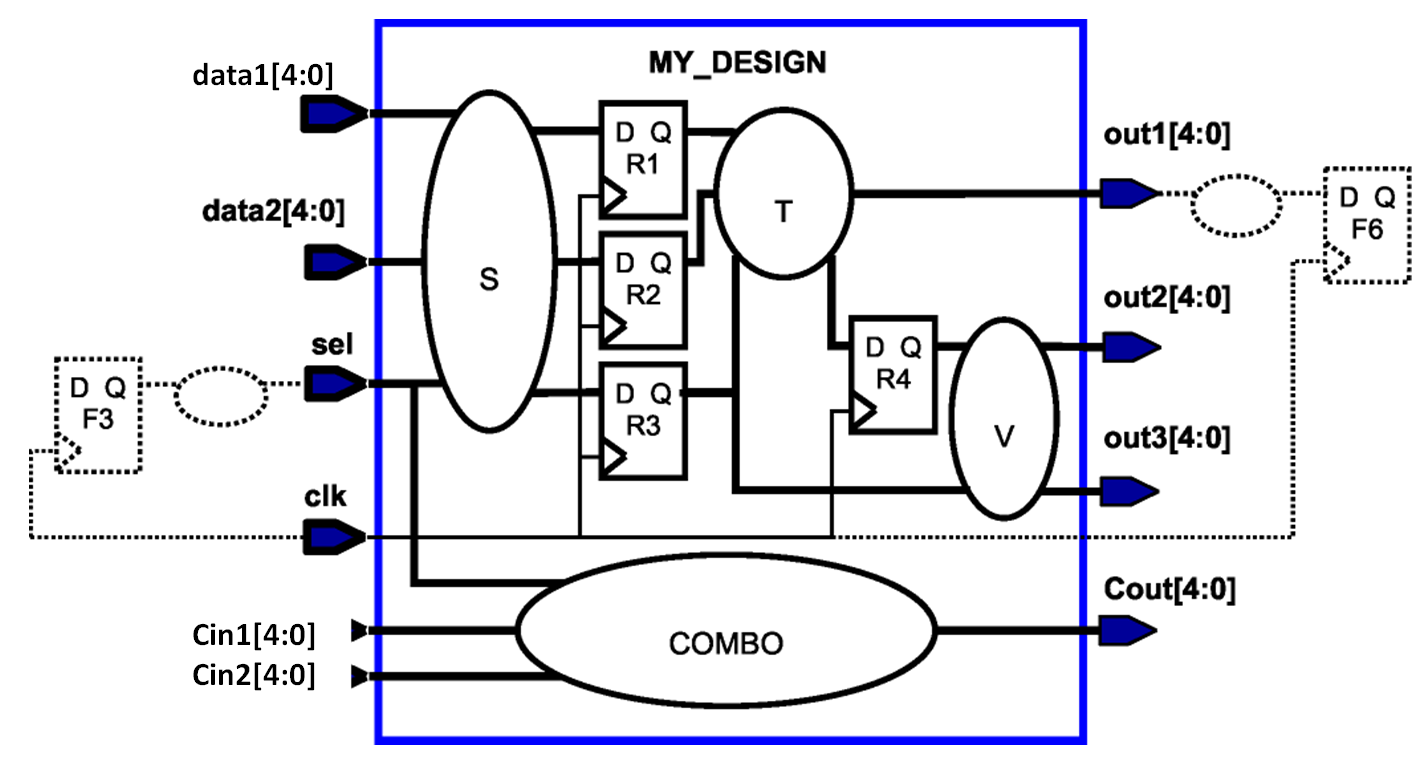 MY_DESIGN
data1[4:0]
D Q
R1
out1[4:0]
D Q
F6
T
data2[4:0]
D Q
R2
S
out2[4:0]
sel
D Q
R4
D Q
F3
D Q
R3
V
out3[4:0]
clk
Cout[4:0]
Cin1[4:0]
COMBO
Cin2[4:0]